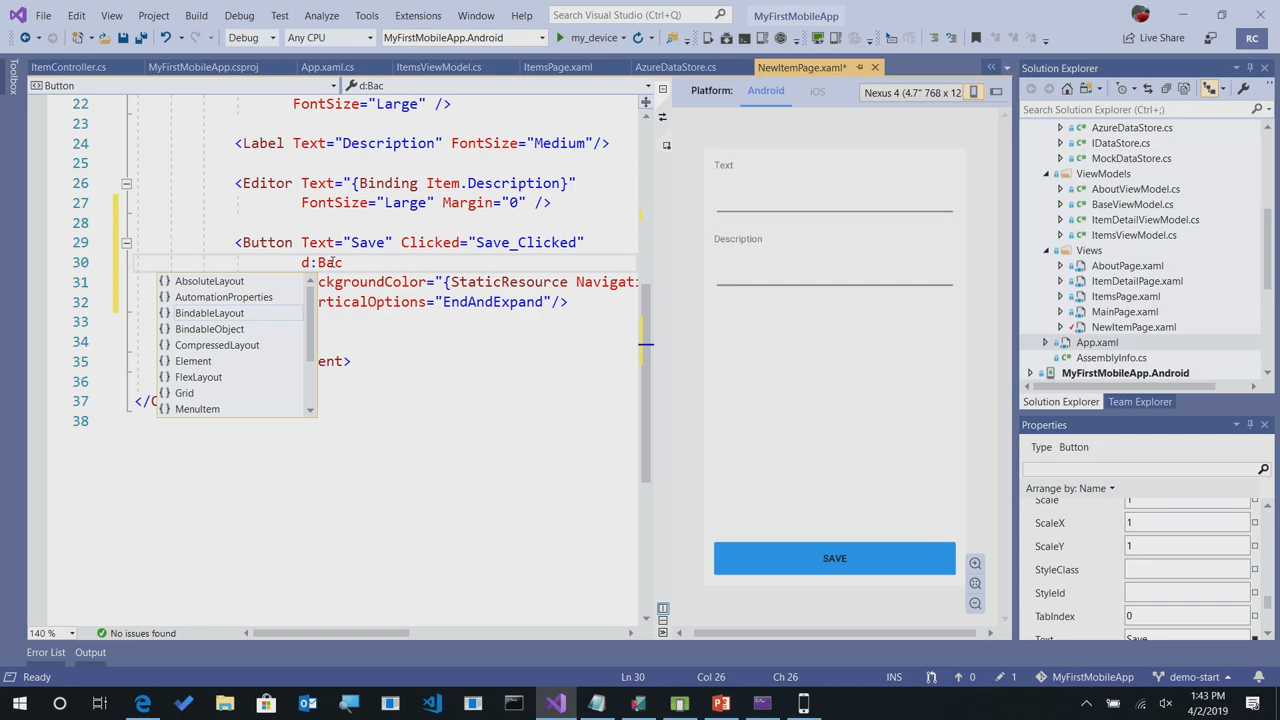 File Edit View Project Build Debug Test Analyze Tools Extensions Window Help Search Visual Studio (Ctrl+Q) MyFirstMobileApp
Debug Any CPU MyFirstMobileApp.Android my_device Live Share RC
Toolbox
ItemController.cs MyFirstMobileApp.csproj App.xaml.cs ItemsViewModel.cs ItemsPage.xaml AzureDataStore.cs NewItemPage.xaml*
Button d:Bac
22 FontSize="Large" />
23
24 <Label Text="Description" FontSize="Medium"/>
25
26 <Editor Text="{Binding Item.Description}"
27 FontSize="Large" Margin="0" />
28
29 <Button Text="Save" Clicked="Save_Clicked"
30 d:Bac
31 ckgroundColor="{StaticResource Navigati
32 rticalOptions="EndAndExpand"/>
33
35 ent>
36
37 </C
38
AbsoluteLayout
AutomationProperties
BindableLayout
BindableObject
CompressedLayout
Element
FlexLayout
Grid
MenuItem
140 % No issues found
Platform: Android iOS Nexus 4 (4.7" 768 x 12
Text
Description
SAVE
Solution Explorer
Search Solution Explorer (Ctrl+;)
AzureDataStore.cs
IDataStore.cs
MockDataStore.cs
ViewModels
AboutViewModel.cs
BaseViewModel.cs
ItemDetailViewModel.cs
ItemsViewModel.cs
Views
AboutPage.xaml
ItemDetailPage.xaml
ItemsPage.xaml
MainPage.xaml
NewItemPage.xaml
App.xaml
AssemblyInfo.cs
MyFirstMobileApp.Android
Solution Explorer Team Explorer
Properties
Type Button
Arrange by: Name
Scale 1
ScaleX 1
ScaleY 1
StyleClass
StyleId
TabIndex 0
Text Save
Error List Output
Ready Ln 30 Col 26 Ch 26 INS 0 1 MyFirstMobileApp demo-start
1:43 PM
4/2/2019